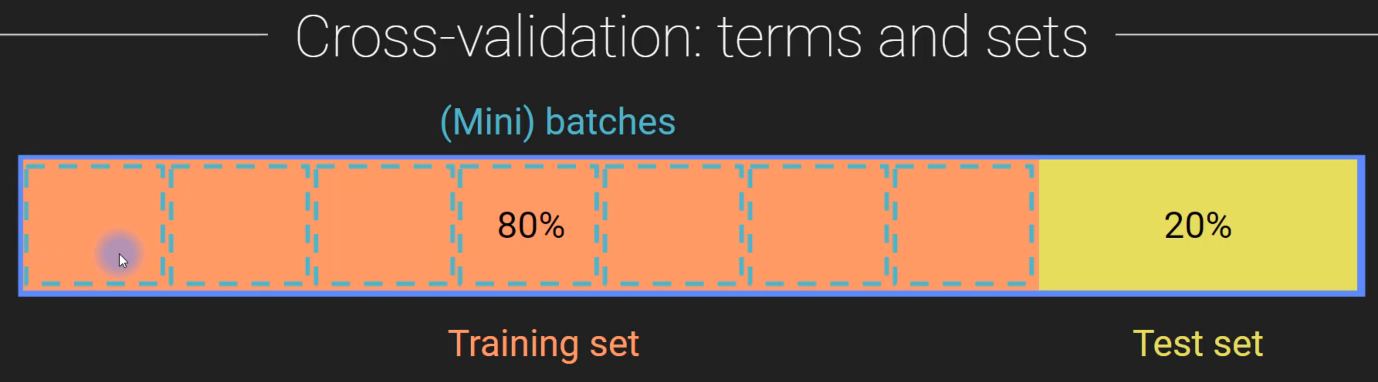 Cross-validation: terms and sets
(Mini) batches
80%
20%
Training set
Test set